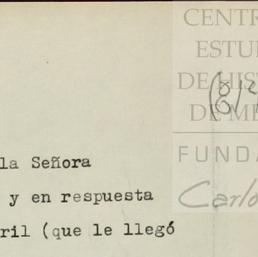 CENTR
ESTU
DE HIS
DE ME
FUNDA
Carlo
la Señora
y en respuesta
ril (que le llegó